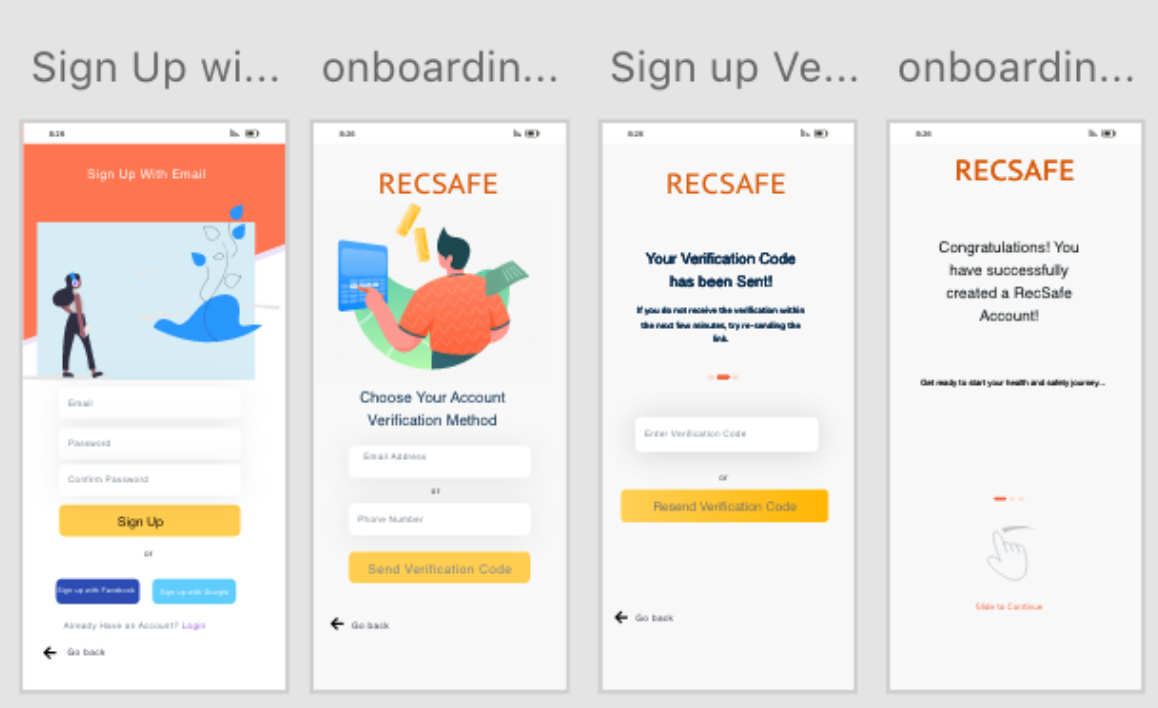 Sign Up wi...
onboardin...
Sign up Ve...
onboardin...
8:26
Sign Up With Email
Email
Password
Confirm Password
Sign Up
or
Sign up with Facebook
Sign up with Google
Already Have an Account? Login
Go back
8:26
RECSAFE
Choose Your Account
Verification Method
Email Address
or
Phone Number
Send Verification Code
Go back
8:26
RECSAFE
Your Verification Code
has been Sent!
If you do not receive the verification within
the next few minutes, try re-sending the
link.
Enter Verification Code
or
Resend Verification Code
Go back
8:26
RECSAFE
Congratulations! You
have successfully
created a RecSafe
Account!
Get ready to start your health and safety journey...
Slide to Continue